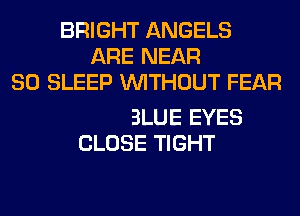 BRIGHT ANGELS
ARE NEAR
SO SLEEP WITHOUT FEAR
BLUE EYES
CLOSE TIGHT